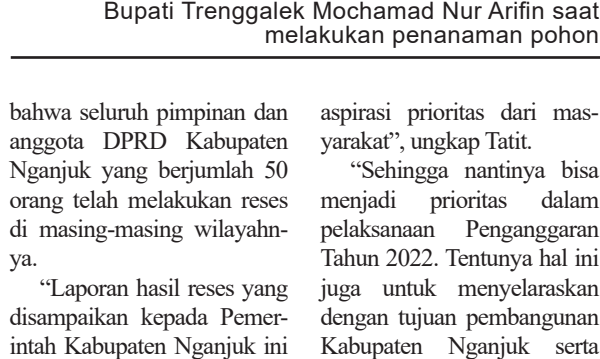 Bupati Trenggalek Mochamad Nur Arifin saat
melakukan penanaman pohon
bahwa seluruh pimpinan dan
anggota DPRD Kabupaten
Nganjuk yang berjumlah 50
orang telah melakukan reses
di masing-masing wilayahn-
ya.
“Laporan hasil reses yang
disampaikan kepada Pemer-
intah Kabupaten Nganjuk ini
aspirasi prioritas dari mas-
yarakat”, ungkap Tatit.
“Sehingga nantinya bisa
menjadi prioritas dalam
pelaksanaan Penganggaran
Tahun 2022. Tentunya hal ini
juga untuk menyelaraskan
dengan tujuan pembangunan
Kabupaten Nganjuk serta